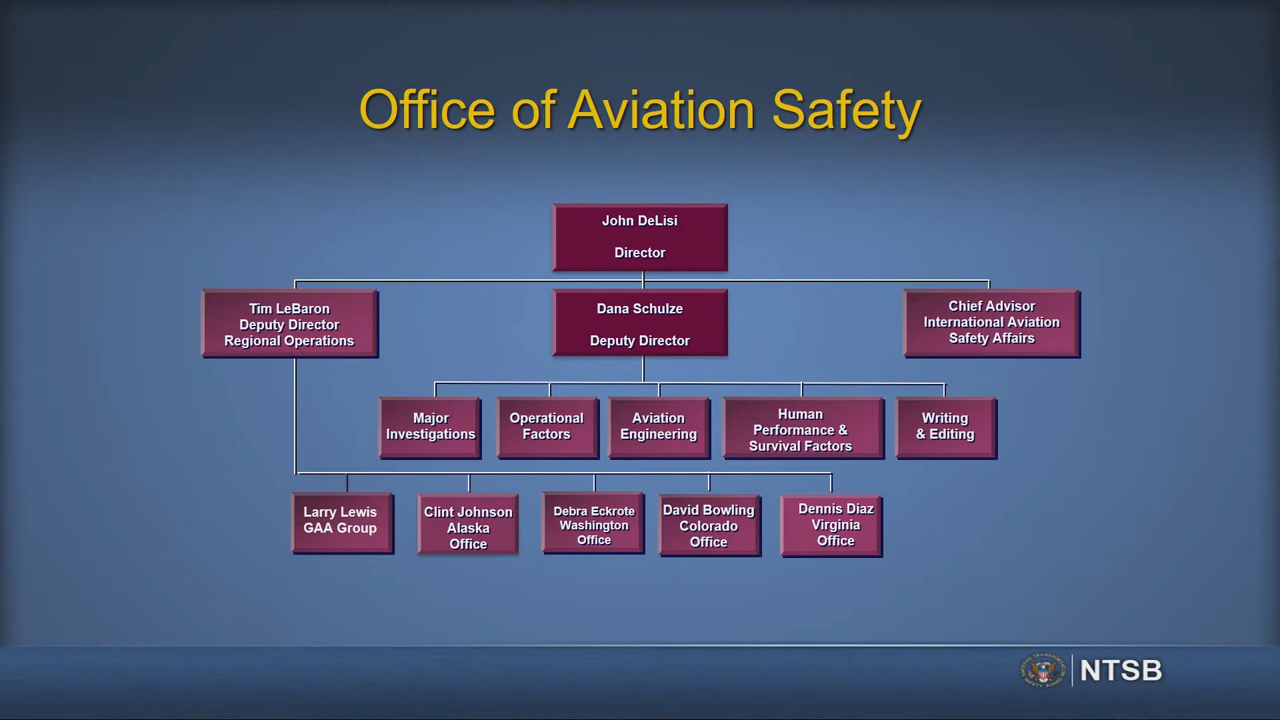 Office of Aviation Safety
John DeLisi
Director
Tim LeBaron
Deputy Director
Regional Operations
Dana Schulze
Deputy Director
Chief Advisor
International Aviation
Safety Affairs
Major
Investigations
Operational
Factors
Aviation
Engineering
Human
Performance &
Survival Factors
Writing
& Editing
Larry Lewis
GAA Group
Clint Johnson
Alaska
Office
Debra Eckrote
Washington
Office
David Bowling
Colorado
Office
Dennis Diaz
Virginia
Office
NTSB